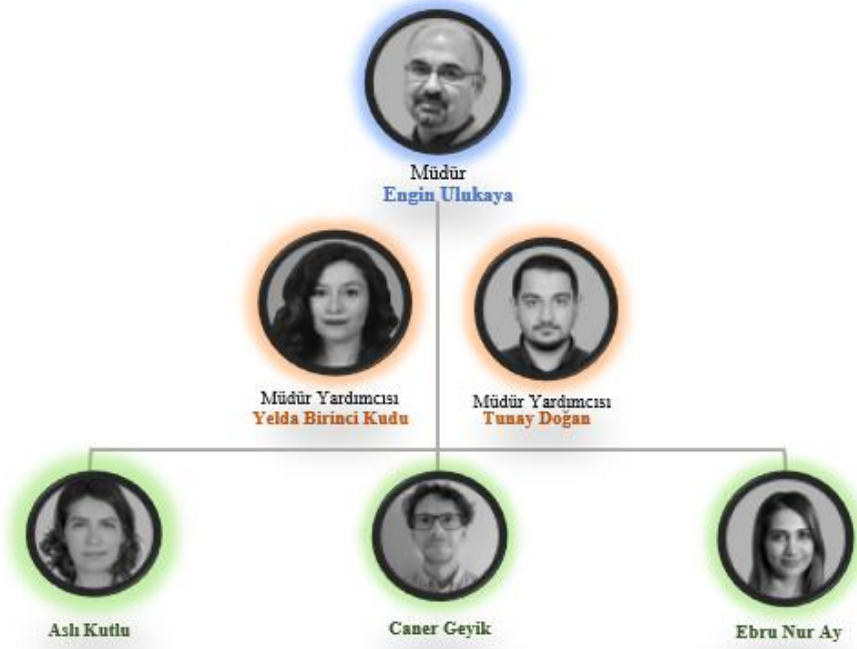 Müdür
Engin Ulukaya
Müdür Yardımcısı
Yelda Birinci Kudu
Müdür Yardımcısı
Tunay Doğan
Aslı Kutlu
Caner Geyik
Ebru Nur Ay